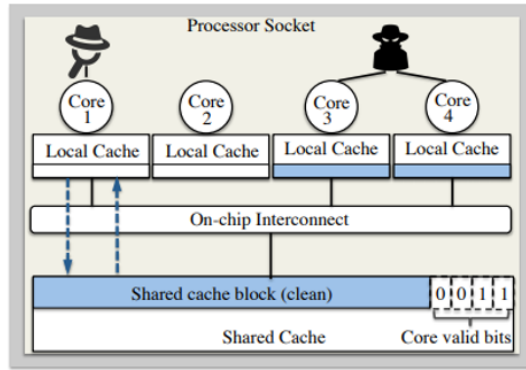 Processor Socket
Core 1
Core 2
Core 3
Core 4
Local Cache
Local Cache
Local Cache
Local Cache
On-chip Interconnect
Shared cache block (clean)
0 0 1 1
Shared Cache
Core valid bits